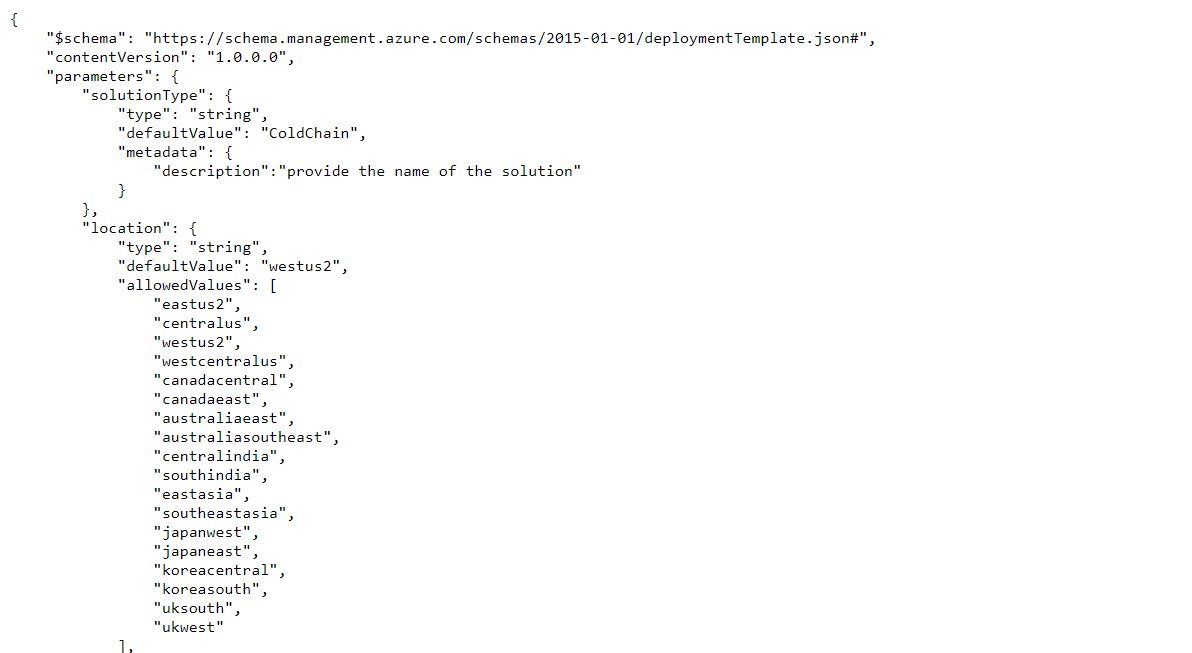 {
    "$schema": "https://schema.management.azure.com/schemas/2015-01-01/deploymentTemplate.json#",
    "contentVersion": "1.0.0.0",
    "parameters": {
        "solutionType": {
            "type": "string",
            "defaultValue": "ColdChain",
            "metadata": {
                "description":"provide the name of the solution"
            }
        },
        "location": {
            "type": "string",
            "defaultValue": "westus2",
            "allowedValues": [
                "eastus2",
                "centralus",
                "westus2",
                "westcentralus",
                "canadacentral",
                "canadaeast",
                "australiaeast",
                "australiasoutheast",
                "centralindia",
                "southindia",
                "eastasia",
                "southeastasia",
                "japanwest",
                "japaneast",
                "koreacentral",
                "koreasouth",
                "uksouth",
                "ukwest"
            ],